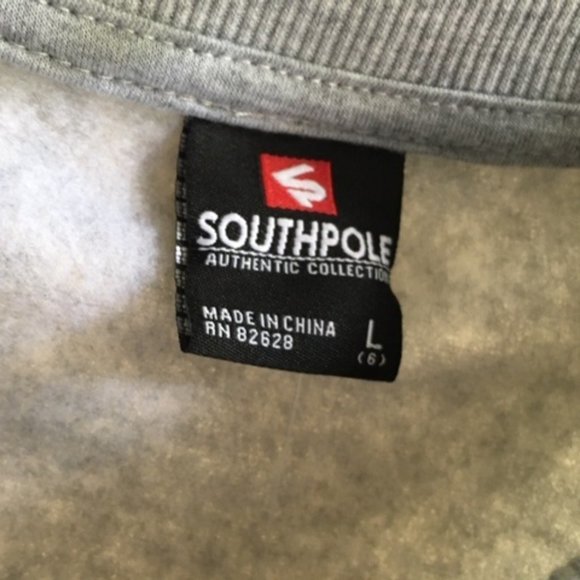 SOUTHPOLE
AUTHENTIC COLLECTION
MADE IN CHINA
RN 82628
L
(6)